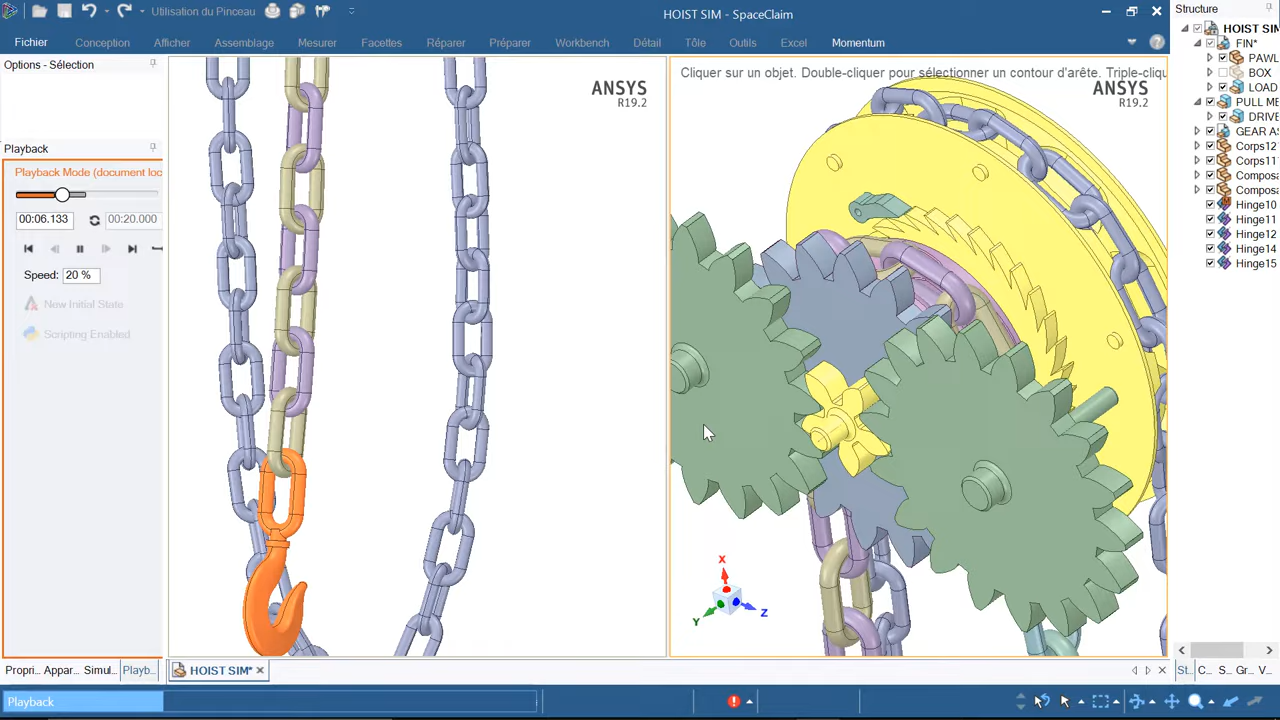 Utilisation du Pinceau
HOIST SIM - SpaceClaim
Structure
Fichier
Conception
Afficher
Assemblage
Mesurer
Facettes
Réparer
Préparer
Workbench
Détail
Tôle
Outils
Excel
Momentum
Options - Sélection
Cliquer sur un objet. Double-cliquer pour sélectionner un contour d'arête. Triple-cliqu
ANSYS
R19.2
ANSYS
R19.2
HOIST SIM
FIN*
PAWL
BOX
LOAD
PULL ME
DRIVE
GEAR AS
Corps12
Corps11
Composa
Composa
Hinge10
Hinge11
Hinge12
Hinge14
Hinge15
Playback
Playback Mode (document loc
00:06.133
00:20.000
Speed: 20 %
New Initial State
Scripting Enabled
X
Y
Z
Propri...
Appar...
Simul...
Playb...
HOIST SIM*
St...
C...
S...
Gr...
V...
Playback